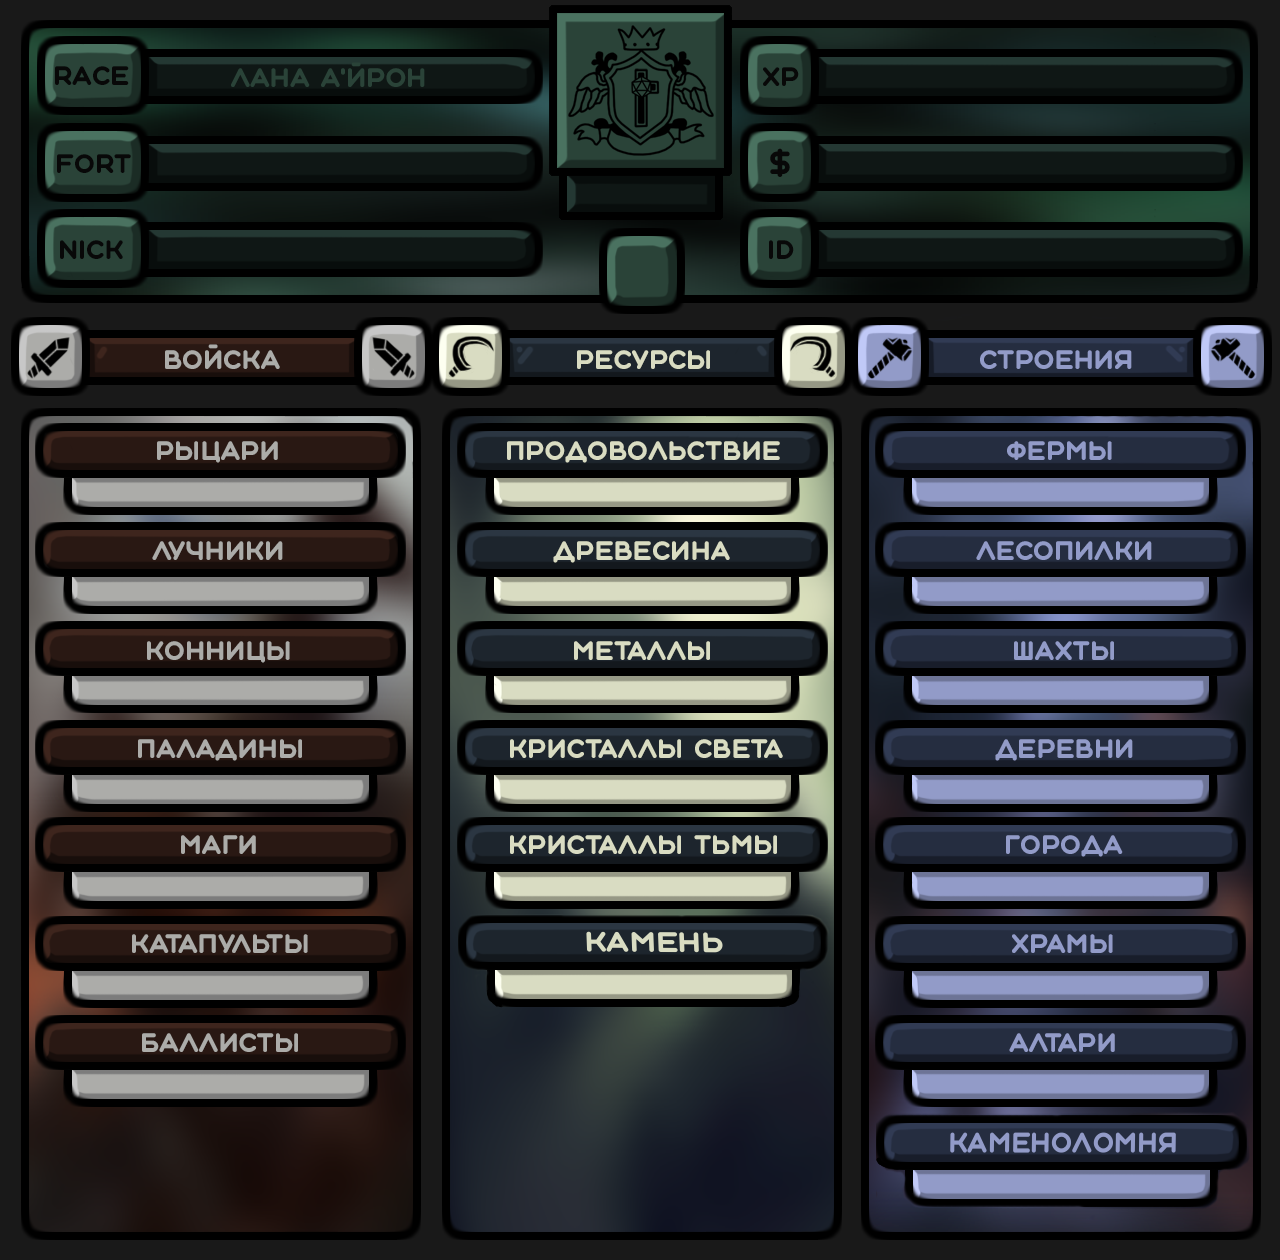 RACE
ЛАНА А'ЙРОН
FORT
NICK
XP
$
ID
ВОЙСКА
РЕСУРСЫ
СТРОЕНИЯ
РЫЦАРИ
ЛУЧНИКИ
КОННИЦЫ
ПАЛАДИНЫ
МАГИ
КАТАПУЛЬТЫ
БАЛЛИСТЫ
ПРОДОВОЛЬСТВИЕ
ДРЕВЕСИНА
МЕТАЛЛЫ
КРИСТАЛЛЫ СВЕТА
КРИСТАЛЛЫ ТЬМЫ
КАМЕНЬ
ФЕРМЫ
ЛЕСОПИЛКИ
ШАХТЫ
ДЕРЕВНИ
ГОРОДА
ХРАМЫ
АЛТАРИ
КАМЕНОЛОМНЯ